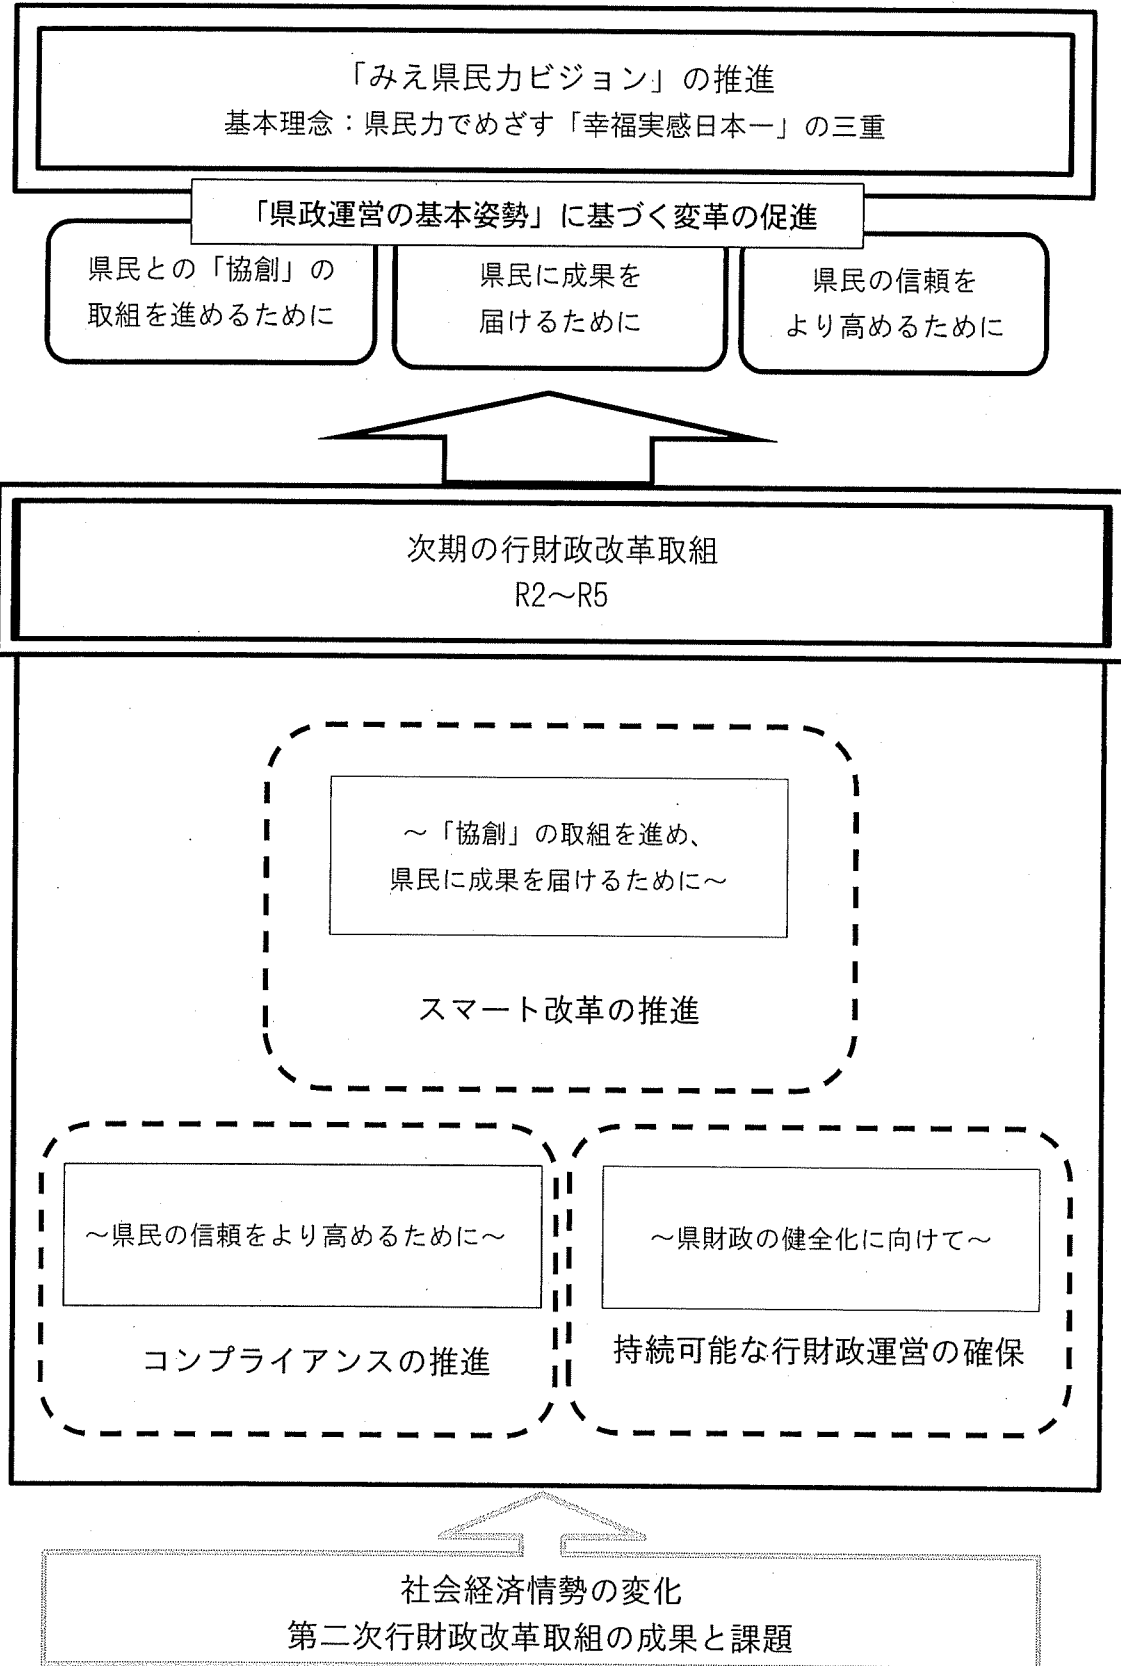 「みえ県民力ビジョン」の推進
基本理念：県民力でめざす「幸福実感日本一」の三重
「県政運営の基本姿勢」に基づく変革の促進
県民との「協創」の
取組を進めるために
県民に成果を
届けるために
県民の信頼を
より高めるために
次期の行財政改革取組
R2～R5
～「協創」の取組を進め、
県民に成果を届けるために～
スマート改革の推進
～県民の信頼をより高めるために～
コンプライアンスの推進
～県財政の健全化に向けて～
持続可能な行財政運営の確保
社会経済情勢の変化
第二次行財政改革取組の成果と課題